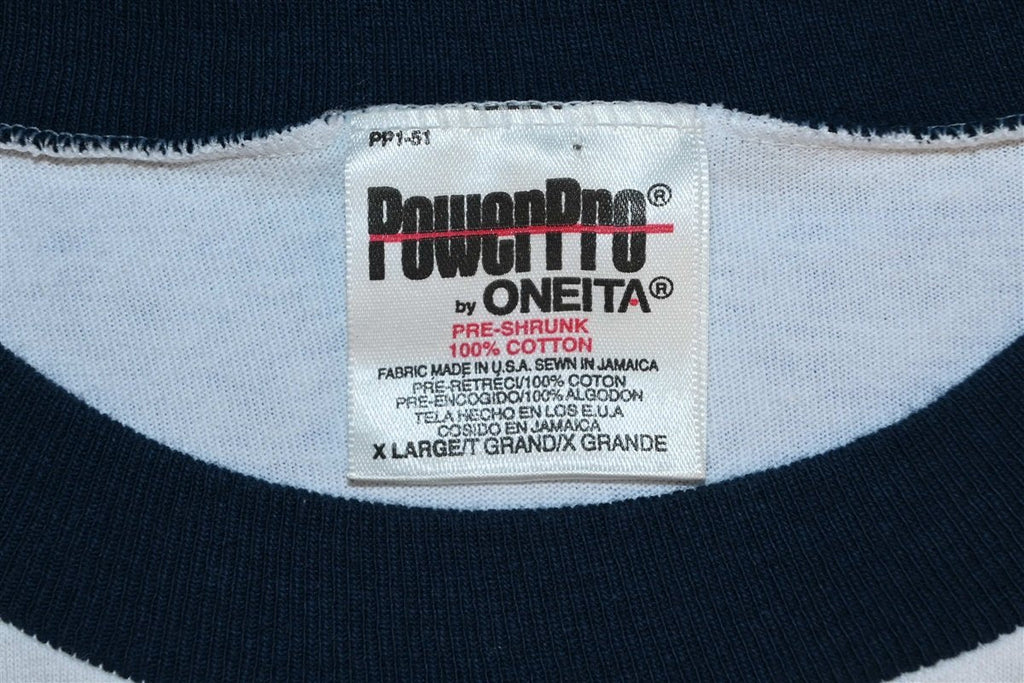 PP1-51
PowerPro®
by ONEITA®
PRE-SHRUNK
100% COTTON
FABRIC MADE IN U.S.A. SEWN IN JAMAICA
PRE-RÉTRÉCI/100% COTON
PRE-ENCOGIDO/100% ALGODON
TELA HECHO EN LOS E.U.A
COSIDO EN JAMAICA
X LARGE/T GRAND/X GRANDE